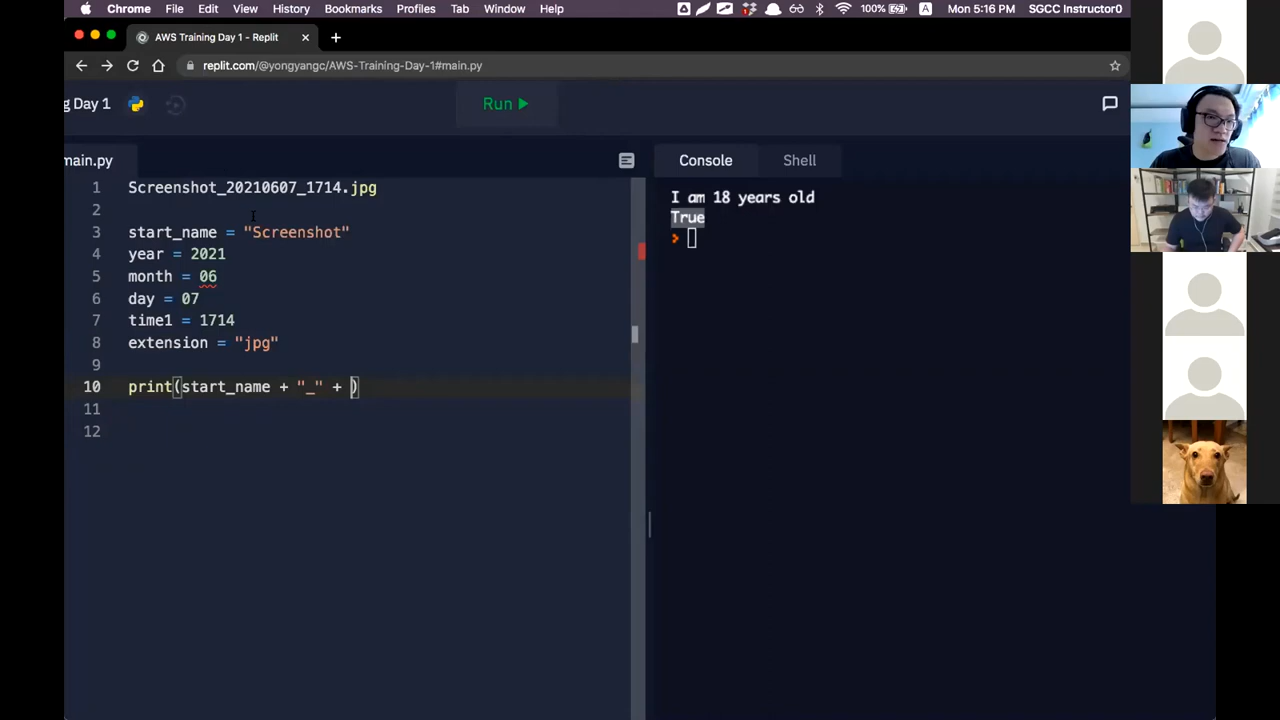 Chrome File Edit View History Bookmarks Profiles Tab Window Help 100% A Mon 5:16 PM SGCC Instructor0
AWS Training Day 1 - Replit
replit.com/@yongyangc/AWS-Training-Day-1#main.py
g Day 1 Run
main.py Console Shell
1 Screenshot_20210607_1714.jpg
2
3 start_name = "Screenshot"
4 year = 2021
5 month = 06
6 day = 07
7 time1 = 1714
8 extension = "jpg"
9
10 print(start_name + "_" + )
11
12
I am 18 years old
True